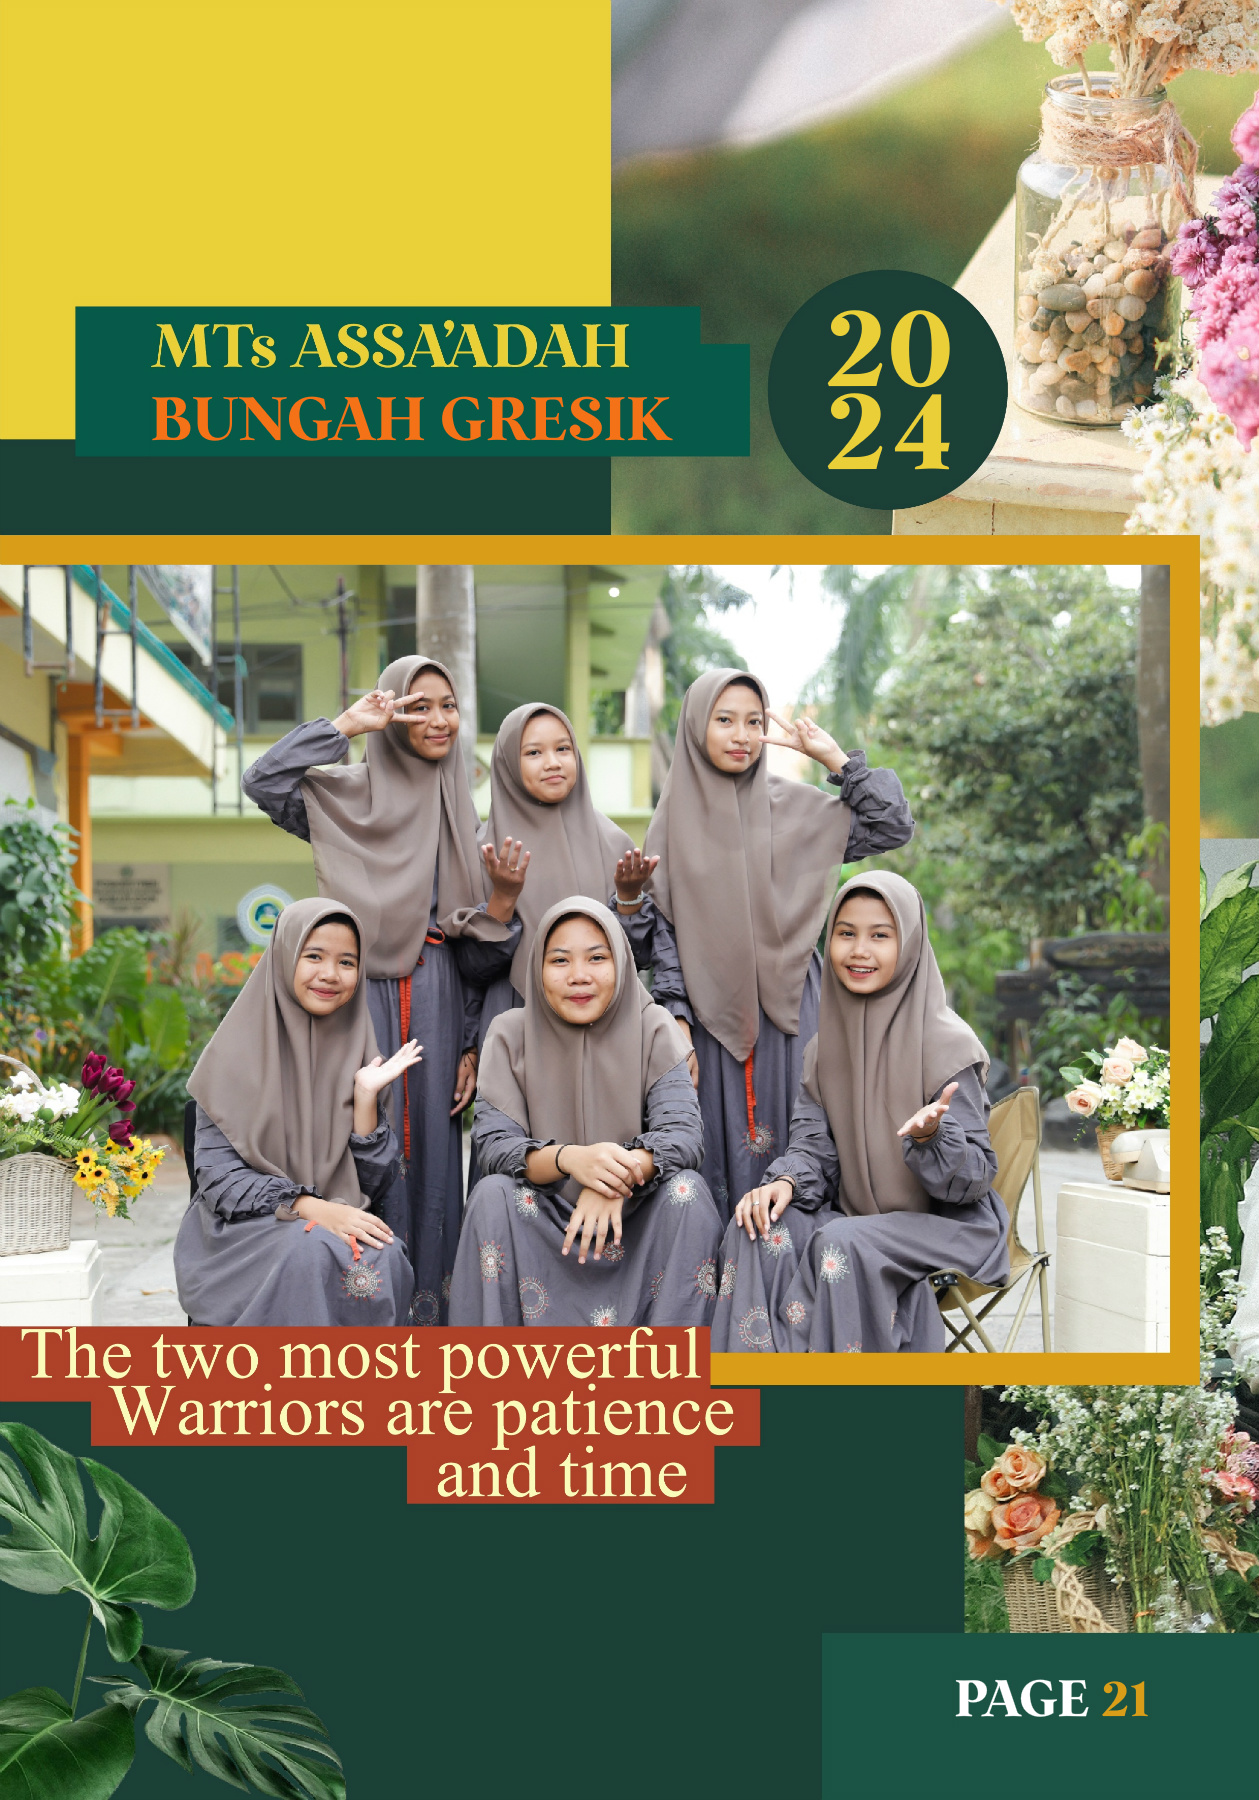 MTs ASSA’ADAH
BUNGAH GRESIK
20
24
The two most powerful
Warriors are patience
and time
PAGE 21